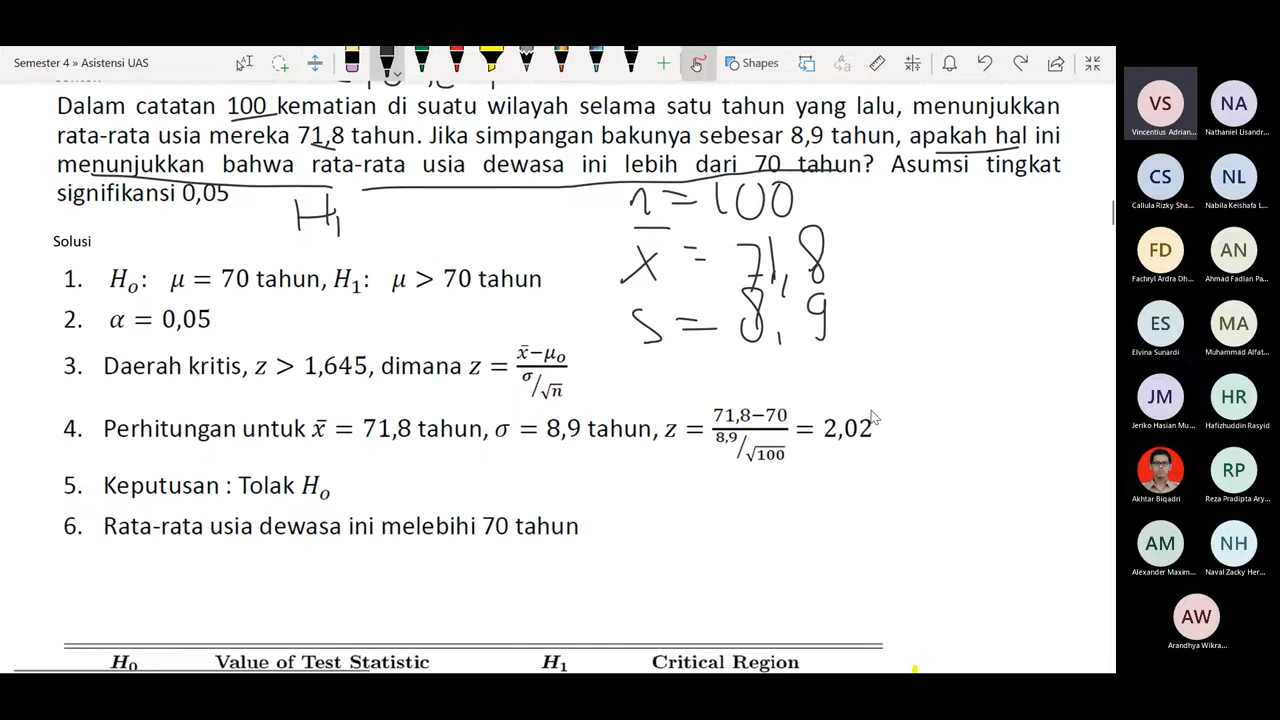 Semester 4 » Asistensi UAS
Shapes
Dalam catatan 100 kematian di suatu wilayah selama satu tahun yang lalu, menunjukkan
rata-rata usia mereka 71,8 tahun. Jika simpangan bakunya sebesar 8,9 tahun, apakah hal ini
menunjukkan bahwa rata-rata usia dewasa ini lebih dari 70 tahun? Asumsi tingkat
signifikansi 0,05
H₁
n = 100
x̄ = 71,8
s = 8,9
Solusi
1. Hₒ: μ = 70 tahun, H₁: μ > 70 tahun
2. α = 0,05
3. Daerah kritis, z > 1,645, dimana z = (x̄−μₒ)/(σ/√n)
4. Perhitungan untuk x̄ = 71,8 tahun, σ = 8,9 tahun, z = (71,8−70)/(8,9/√100) = 2,02
5. Keputusan : Tolak Hₒ
6. Rata-rata usia dewasa ini melebihi 70 tahun
H₀ Value of Test Statistic H₁ Critical Region
VS
Vincentius Adrian...
NA
Nathaniel Lisandr...
CS
Callula Rizky Sha...
NL
Nabila Keishafa L...
FD
Fachryl Ardra Dh...
AN
Ahmad Fadlan Pa...
ES
Elvina Sunardi
MA
Muhammad Alfat...
JM
Jeriko Hasian Mu...
HR
Hafizhuddin Rasyid
Akhtar Biqadri
RP
Reza Pradipta Ary...
AM
Alexander Maxim...
NH
Naval Zacky Her...
AW
Arandhya Wikra...